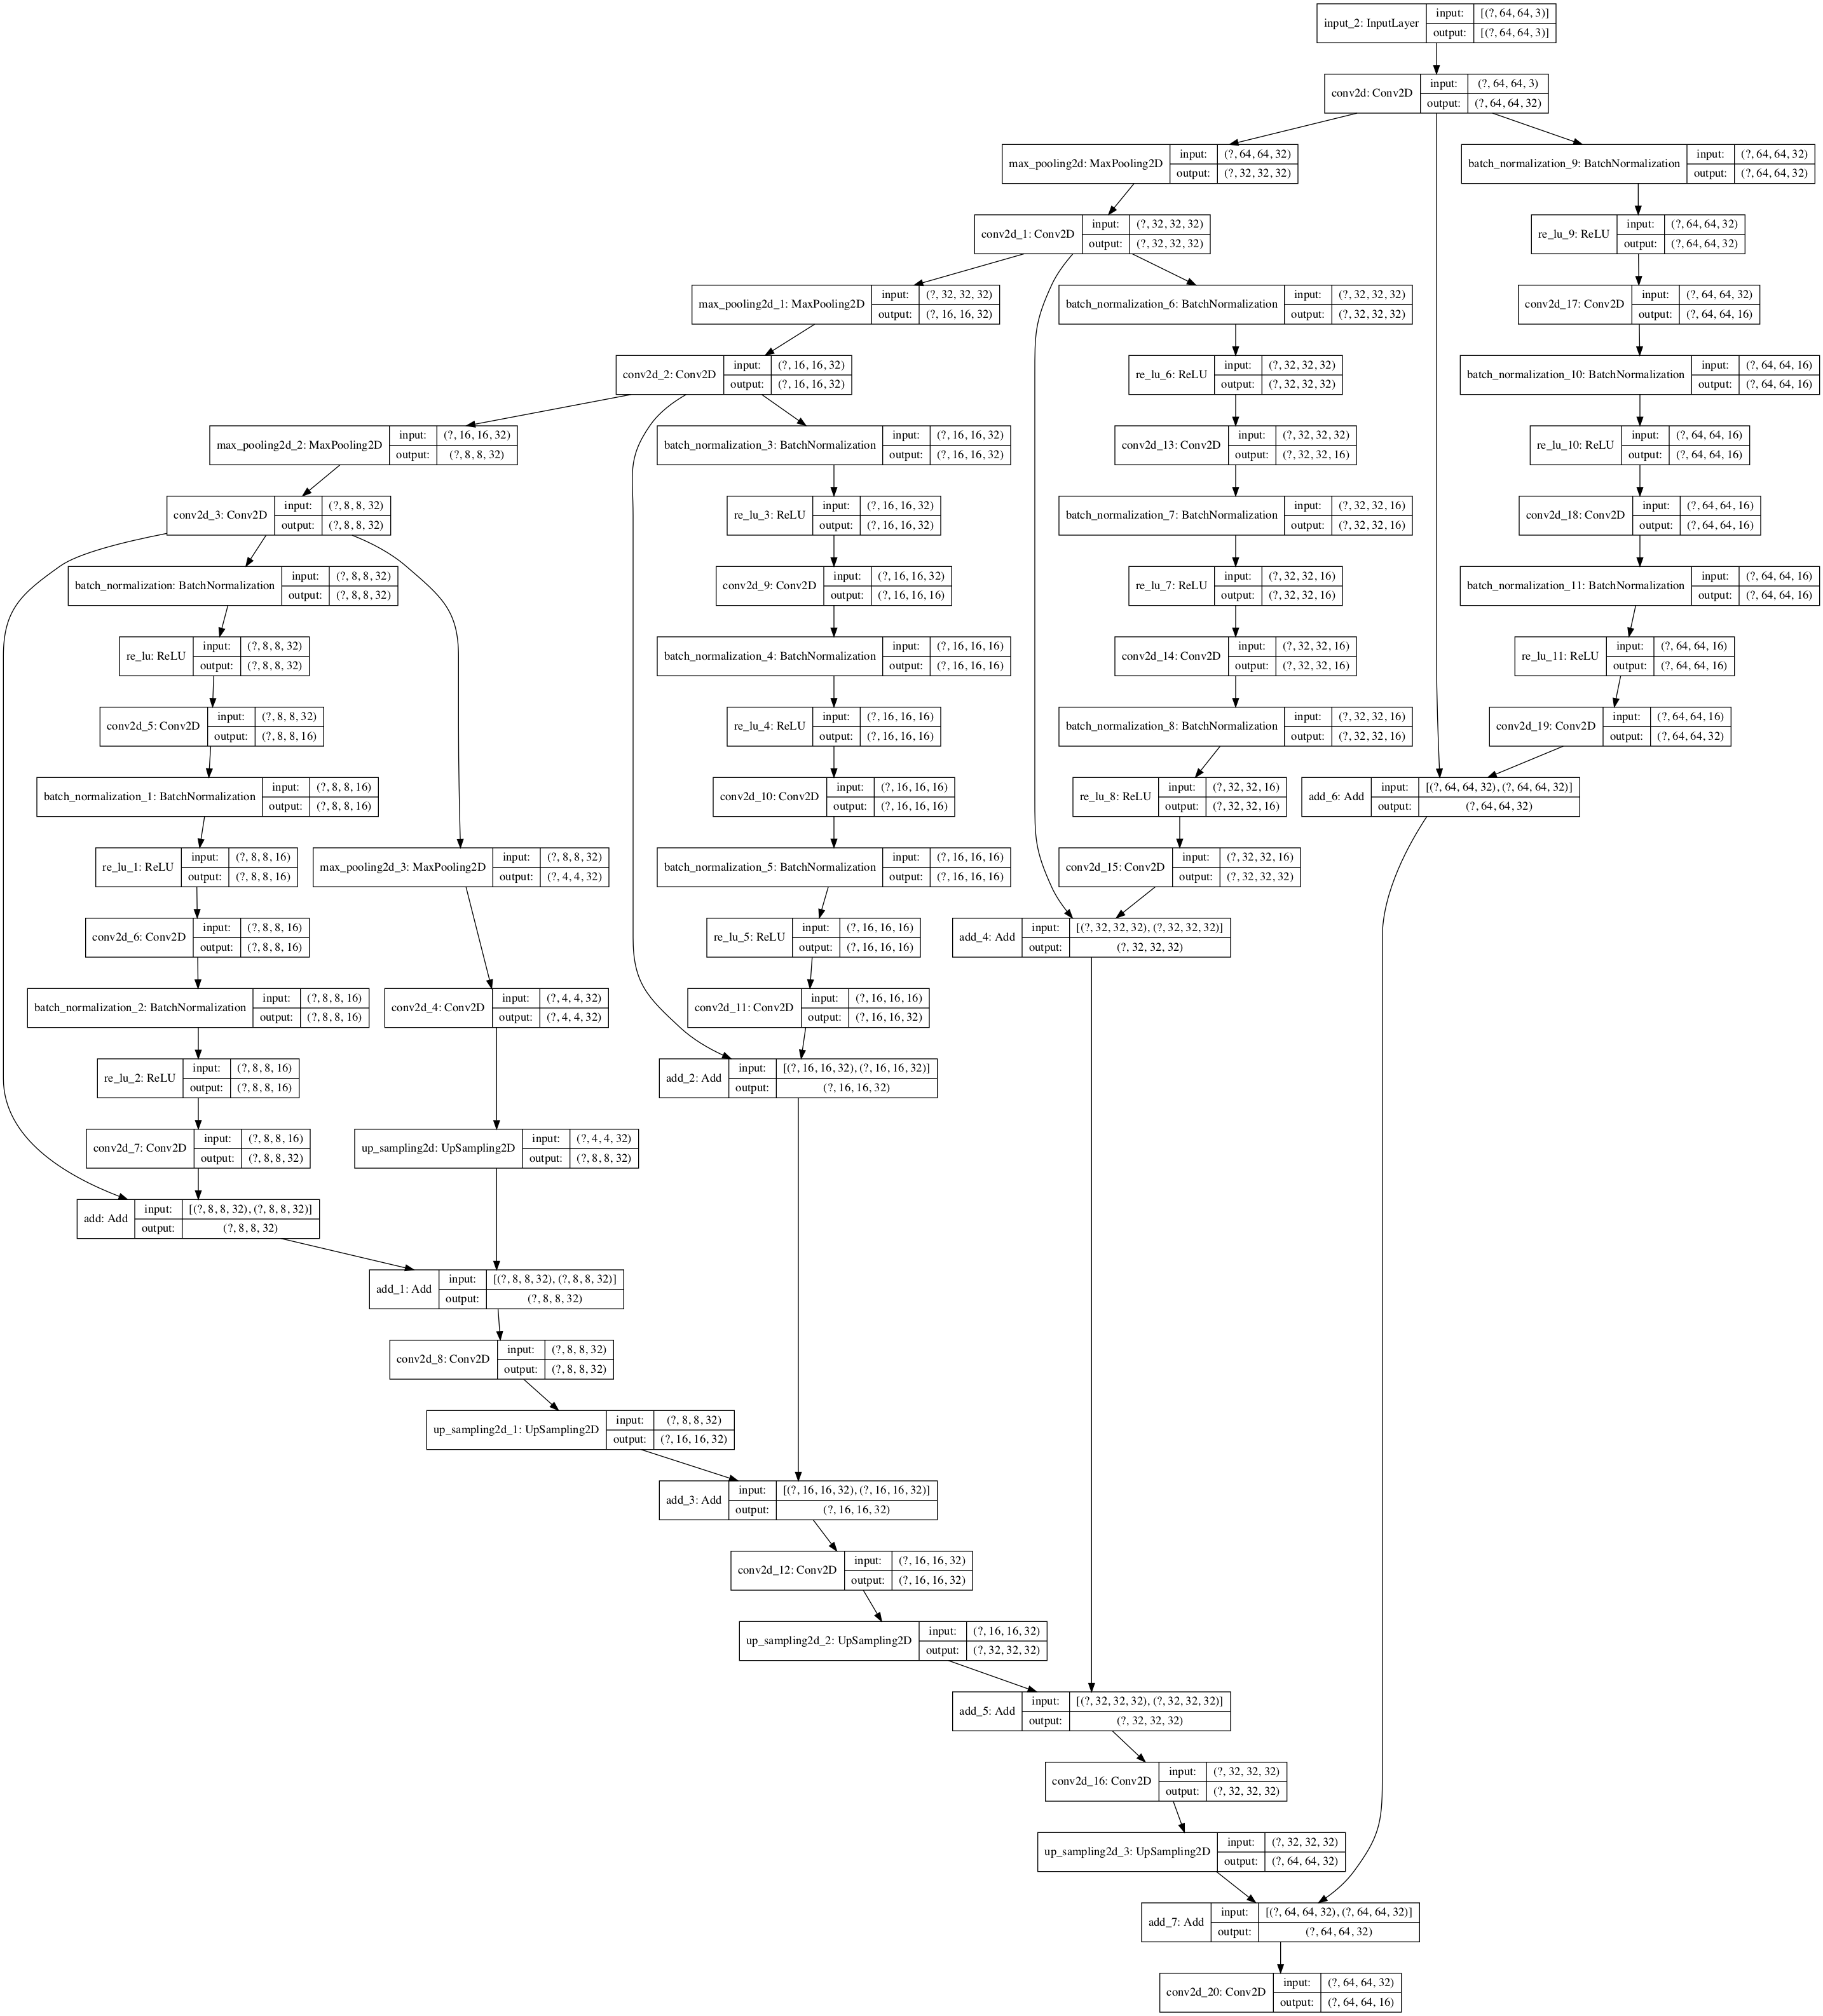 input_2: InputLayer input: [(?, 64, 64, 3)]
output: [(?, 64, 64, 3)]
conv2d: Conv2D input: (?, 64, 64, 3)
output: (?, 64, 64, 32)
max_pooling2d: MaxPooling2D input: (?, 64, 64, 32)
output: (?, 32, 32, 32)
batch_normalization_9: BatchNormalization input: (?, 64, 64, 32)
output: (?, 64, 64, 32)
conv2d_1: Conv2D input: (?, 32, 32, 32)
output: (?, 32, 32, 32)
re_lu_9: ReLU input: (?, 64, 64, 32)
output: (?, 64, 64, 32)
max_pooling2d_1: MaxPooling2D input: (?, 32, 32, 32)
output: (?, 16, 16, 32)
batch_normalization_6: BatchNormalization input: (?, 32, 32, 32)
output: (?, 32, 32, 32)
conv2d_17: Conv2D input: (?, 64, 64, 32)
output: (?, 64, 64, 16)
conv2d_2: Conv2D input: (?, 16, 16, 32)
output: (?, 16, 16, 32)
re_lu_6: ReLU input: (?, 32, 32, 32)
output: (?, 32, 32, 32)
batch_normalization_10: BatchNormalization input: (?, 64, 64, 16)
output: (?, 64, 64, 16)
max_pooling2d_2: MaxPooling2D input: (?, 16, 16, 32)
output: (?, 8, 8, 32)
batch_normalization_3: BatchNormalization input: (?, 16, 16, 32)
output: (?, 16, 16, 32)
conv2d_13: Conv2D input: (?, 32, 32, 32)
output: (?, 32, 32, 16)
re_lu_10: ReLU input: (?, 64, 64, 16)
output: (?, 64, 64, 16)
conv2d_3: Conv2D input: (?, 8, 8, 32)
output: (?, 8, 8, 32)
re_lu_3: ReLU input: (?, 16, 16, 32)
output: (?, 16, 16, 32)
batch_normalization_7: BatchNormalization input: (?, 32, 32, 16)
output: (?, 32, 32, 16)
conv2d_18: Conv2D input: (?, 64, 64, 16)
output: (?, 64, 64, 16)
batch_normalization: BatchNormalization input: (?, 8, 8, 32)
output: (?, 8, 8, 32)
conv2d_9: Conv2D input: (?, 16, 16, 32)
output: (?, 16, 16, 16)
re_lu_7: ReLU input: (?, 32, 32, 16)
output: (?, 32, 32, 16)
batch_normalization_11: BatchNormalization input: (?, 64, 64, 16)
output: (?, 64, 64, 16)
re_lu: ReLU input: (?, 8, 8, 32)
output: (?, 8, 8, 32)
batch_normalization_4: BatchNormalization input: (?, 16, 16, 16)
output: (?, 16, 16, 16)
conv2d_14: Conv2D input: (?, 32, 32, 16)
output: (?, 32, 32, 16)
re_lu_11: ReLU input: (?, 64, 64, 16)
output: (?, 64, 64, 16)
conv2d_5: Conv2D input: (?, 8, 8, 32)
output: (?, 8, 8, 16)
re_lu_4: ReLU input: (?, 16, 16, 16)
output: (?, 16, 16, 16)
batch_normalization_8: BatchNormalization input: (?, 32, 32, 16)
output: (?, 32, 32, 16)
conv2d_19: Conv2D input: (?, 64, 64, 16)
output: (?, 64, 64, 32)
batch_normalization_1: BatchNormalization input: (?, 8, 8, 16)
output: (?, 8, 8, 16)
conv2d_10: Conv2D input: (?, 16, 16, 16)
output: (?, 16, 16, 16)
re_lu_8: ReLU input: (?, 32, 32, 16)
output: (?, 32, 32, 16)
add_6: Add input: [(?, 64, 64, 32), (?, 64, 64, 32)]
output: (?, 64, 64, 32)
re_lu_1: ReLU input: (?, 8, 8, 16)
output: (?, 8, 8, 16)
max_pooling2d_3: MaxPooling2D input: (?, 8, 8, 32)
output: (?, 4, 4, 32)
batch_normalization_5: BatchNormalization input: (?, 16, 16, 16)
output: (?, 16, 16, 16)
conv2d_15: Conv2D input: (?, 32, 32, 16)
output: (?, 32, 32, 32)
conv2d_6: Conv2D input: (?, 8, 8, 16)
output: (?, 8, 8, 16)
re_lu_5: ReLU input: (?, 16, 16, 16)
output: (?, 16, 16, 16)
add_4: Add input: [(?, 32, 32, 32), (?, 32, 32, 32)]
output: (?, 32, 32, 32)
batch_normalization_2: BatchNormalization input: (?, 8, 8, 16)
output: (?, 8, 8, 16)
conv2d_4: Conv2D input: (?, 4, 4, 32)
output: (?, 4, 4, 32)
conv2d_11: Conv2D input: (?, 16, 16, 16)
output: (?, 16, 16, 32)
re_lu_2: ReLU input: (?, 8, 8, 16)
output: (?, 8, 8, 16)
add_2: Add input: [(?, 16, 16, 32), (?, 16, 16, 32)]
output: (?, 16, 16, 32)
conv2d_7: Conv2D input: (?, 8, 8, 16)
output: (?, 8, 8, 32)
up_sampling2d: UpSampling2D input: (?, 4, 4, 32)
output: (?, 8, 8, 32)
add: Add input: [(?, 8, 8, 32), (?, 8, 8, 32)]
output: (?, 8, 8, 32)
add_1: Add input: [(?, 8, 8, 32), (?, 8, 8, 32)]
output: (?, 8, 8, 32)
conv2d_8: Conv2D input: (?, 8, 8, 32)
output: (?, 8, 8, 32)
up_sampling2d_1: UpSampling2D input: (?, 8, 8, 32)
output: (?, 16, 16, 32)
add_3: Add input: [(?, 16, 16, 32), (?, 16, 16, 32)]
output: (?, 16, 16, 32)
conv2d_12: Conv2D input: (?, 16, 16, 32)
output: (?, 16, 16, 32)
up_sampling2d_2: UpSampling2D input: (?, 16, 16, 32)
output: (?, 32, 32, 32)
add_5: Add input: [(?, 32, 32, 32), (?, 32, 32, 32)]
output: (?, 32, 32, 32)
conv2d_16: Conv2D input: (?, 32, 32, 32)
output: (?, 32, 32, 32)
up_sampling2d_3: UpSampling2D input: (?, 32, 32, 32)
output: (?, 64, 64, 32)
add_7: Add input: [(?, 64, 64, 32), (?, 64, 64, 32)]
output: (?, 64, 64, 32)
conv2d_20: Conv2D input: (?, 64, 64, 32)
output: (?, 64, 64, 16)